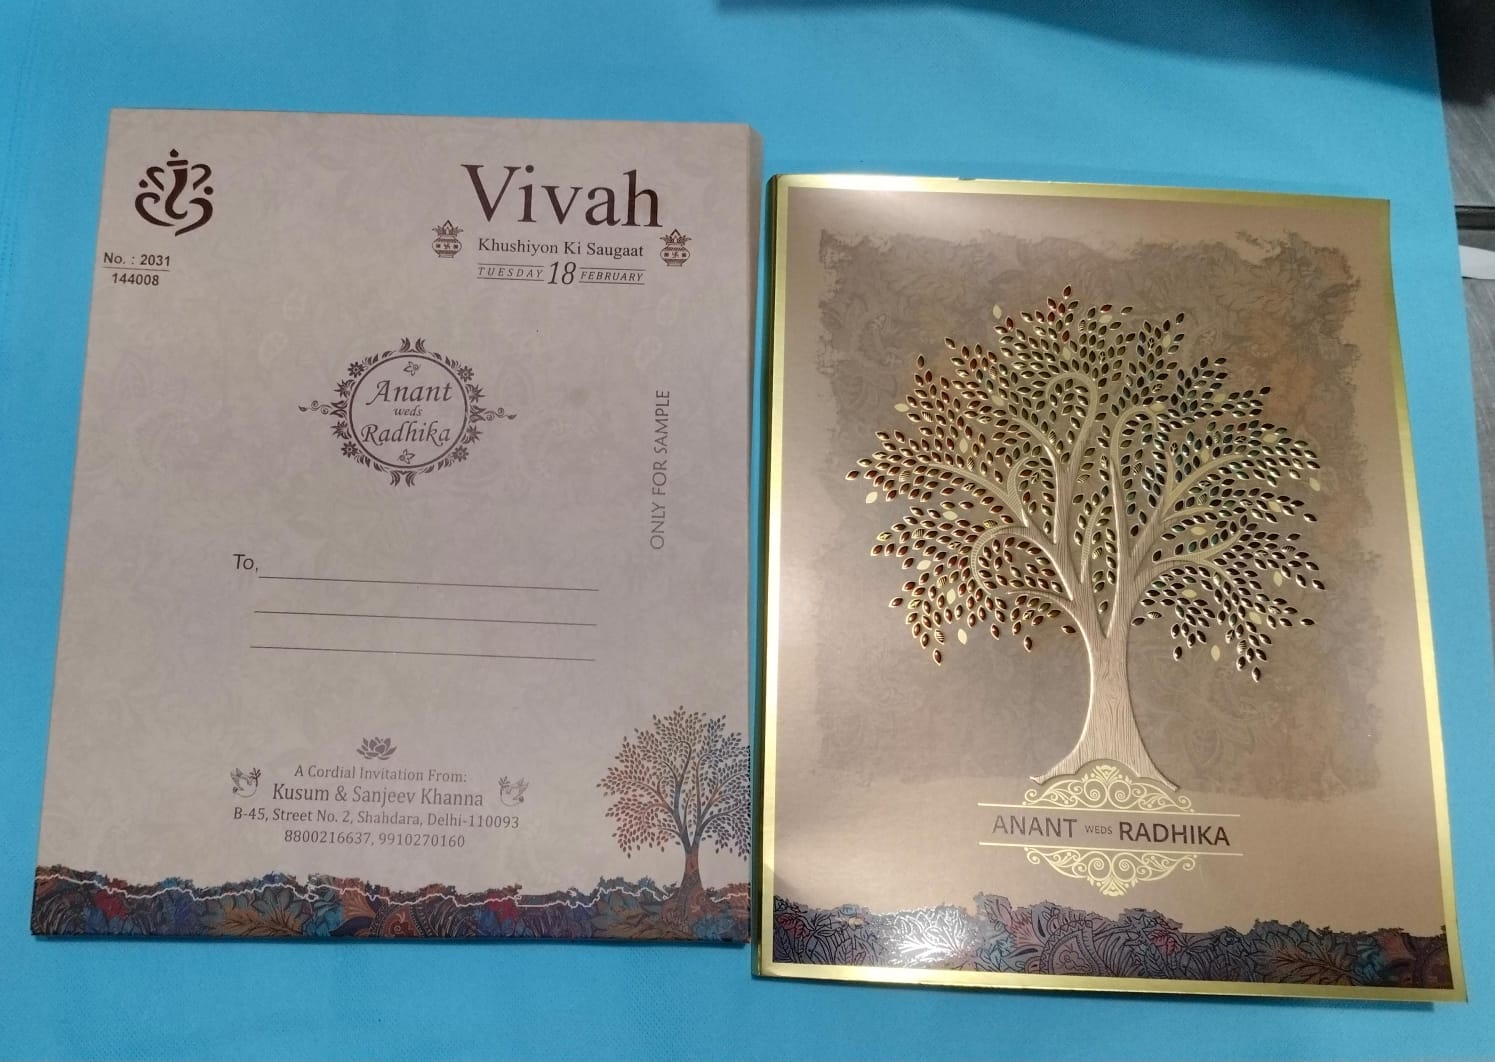 No. : 2031
144008
Vivah
Khushiyon Ki Saugaat
TUESDAY 18 FEBRUARY
Anant
weds
Radhika
ONLY FOR SAMPLE
To,
A Cordial Invitation From:
Kusum & Sanjeev Khanna
B-45, Street No. 2, Shahdara, Delhi-110093
8800216637, 9910270160
ANANT WEDS RADHIKA